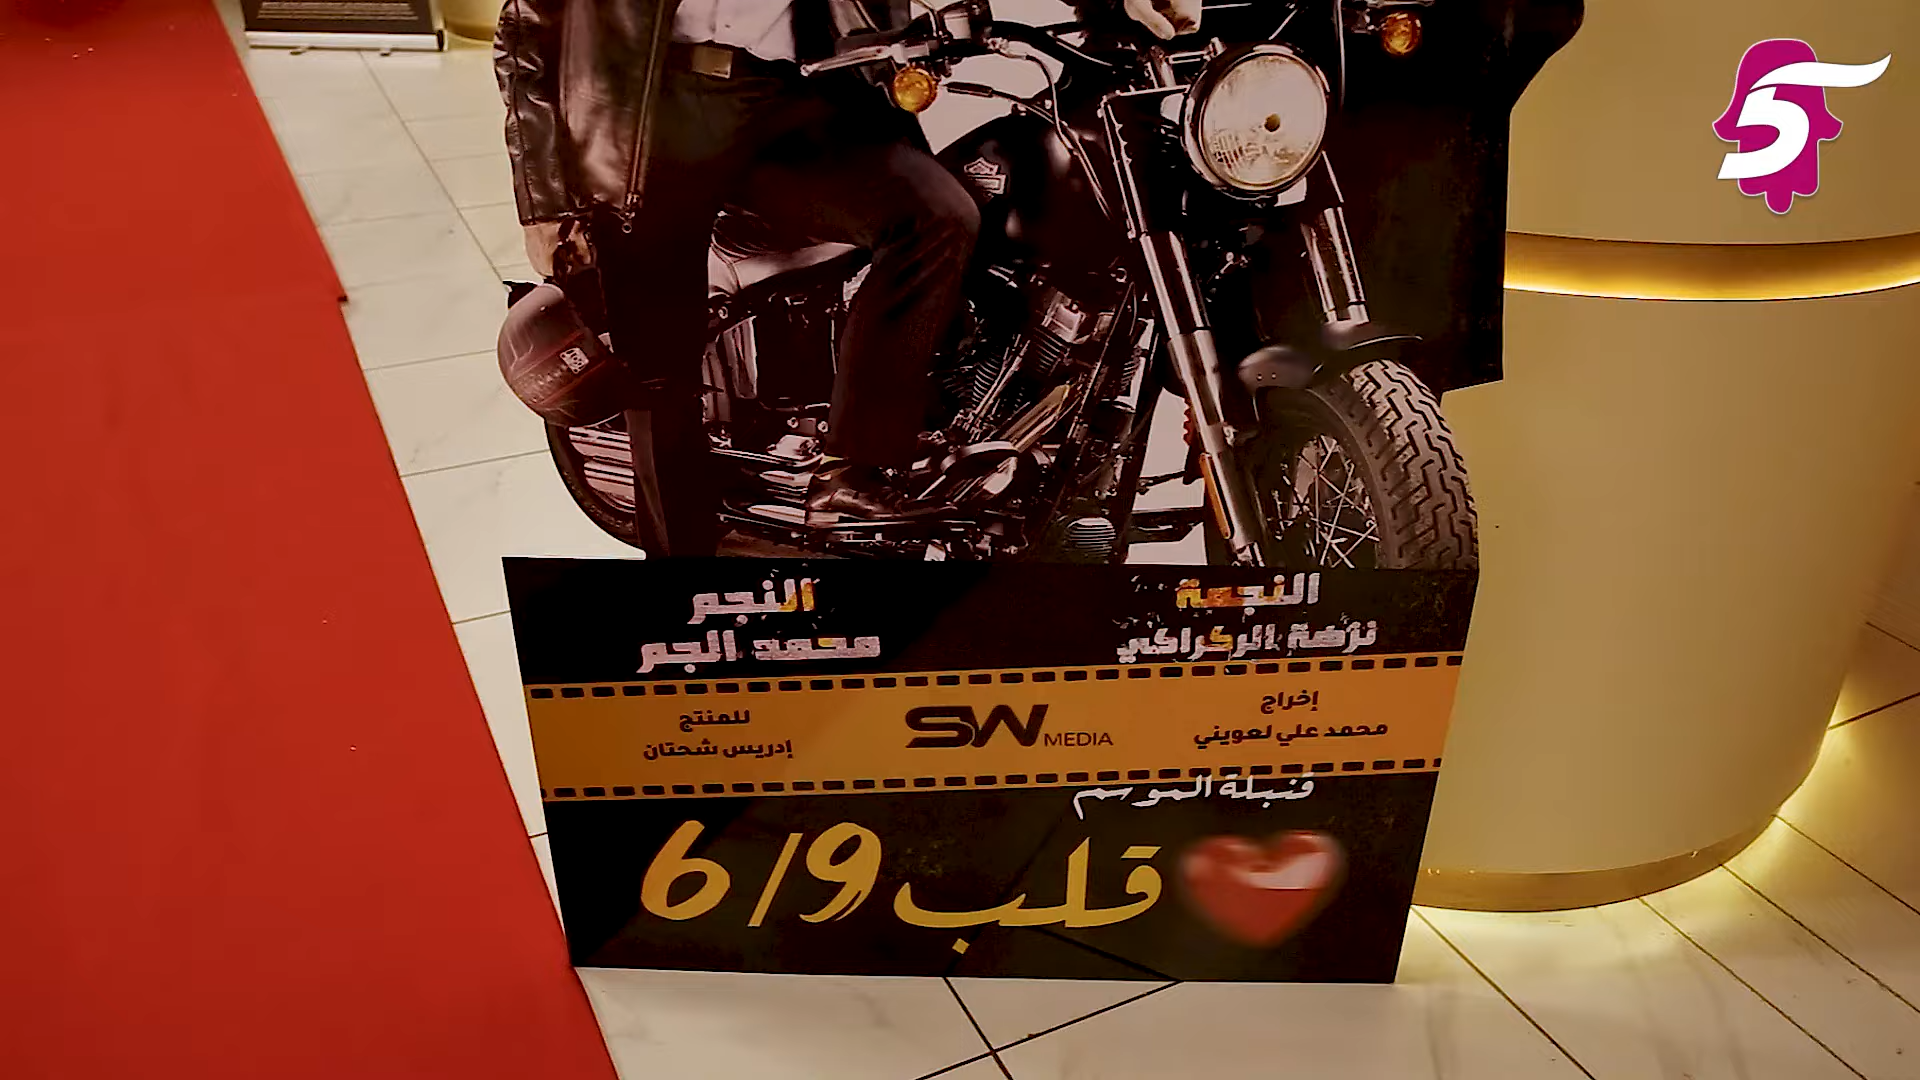 النجمة
نزهة الركراكي
النجم
محمد الجم
إخراج
محمد علي لعويني
SW MEDIA
للمنتج
إدريس شحتان
قنبلة الموسم
قلب 6/9
5